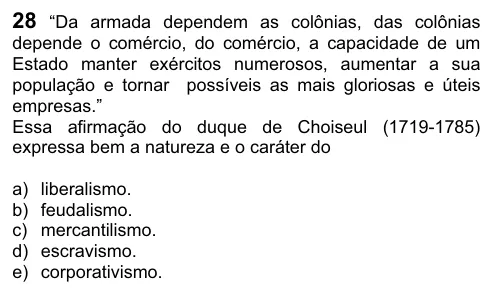 28 “Da armada dependem as colônias, das colônias
depende o comércio, do comércio, a capacidade de um
Estado manter exércitos numerosos, aumentar a sua
população e tornar possíveis as mais gloriosas e úteis
empresas.”
Essa afirmação do duque de Choiseul (1719-1785)
expressa bem a natureza e o caráter do
a) liberalismo.
b) feudalismo.
c) mercantilismo.
d) escravismo.
e) corporativismo.